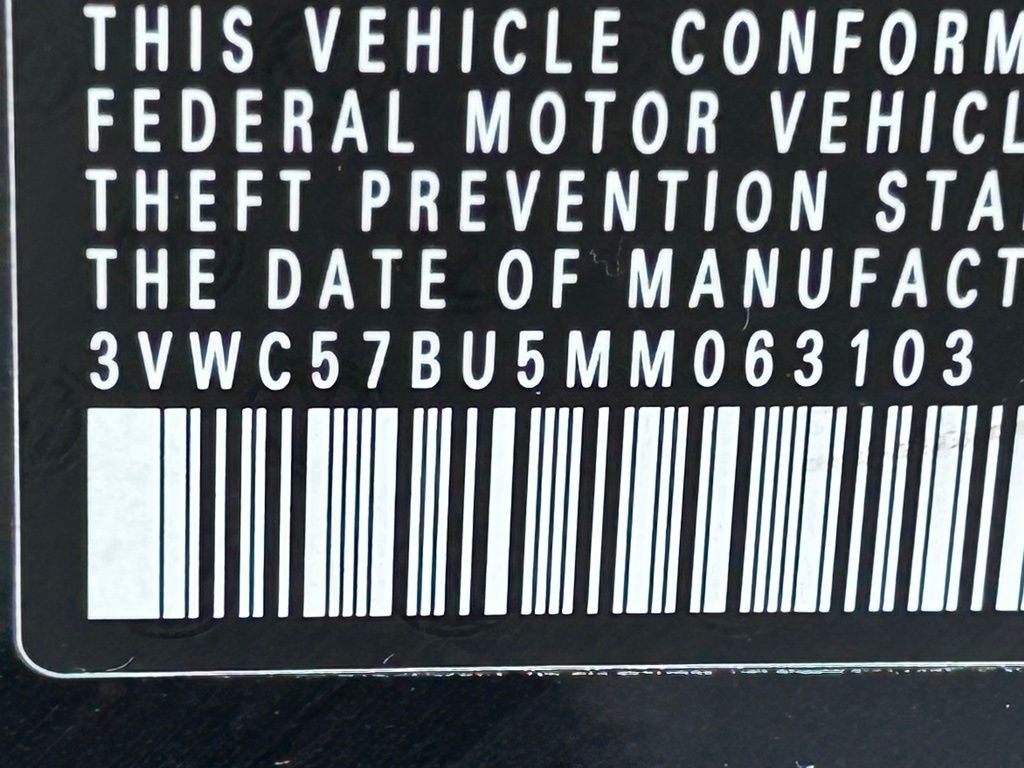 THIS VEHICLE CONFORM
FEDERAL MOTOR VEHICL
THEFT PREVENTION STA
THE DATE OF MANUFACT
3VWC57BU5MM063103